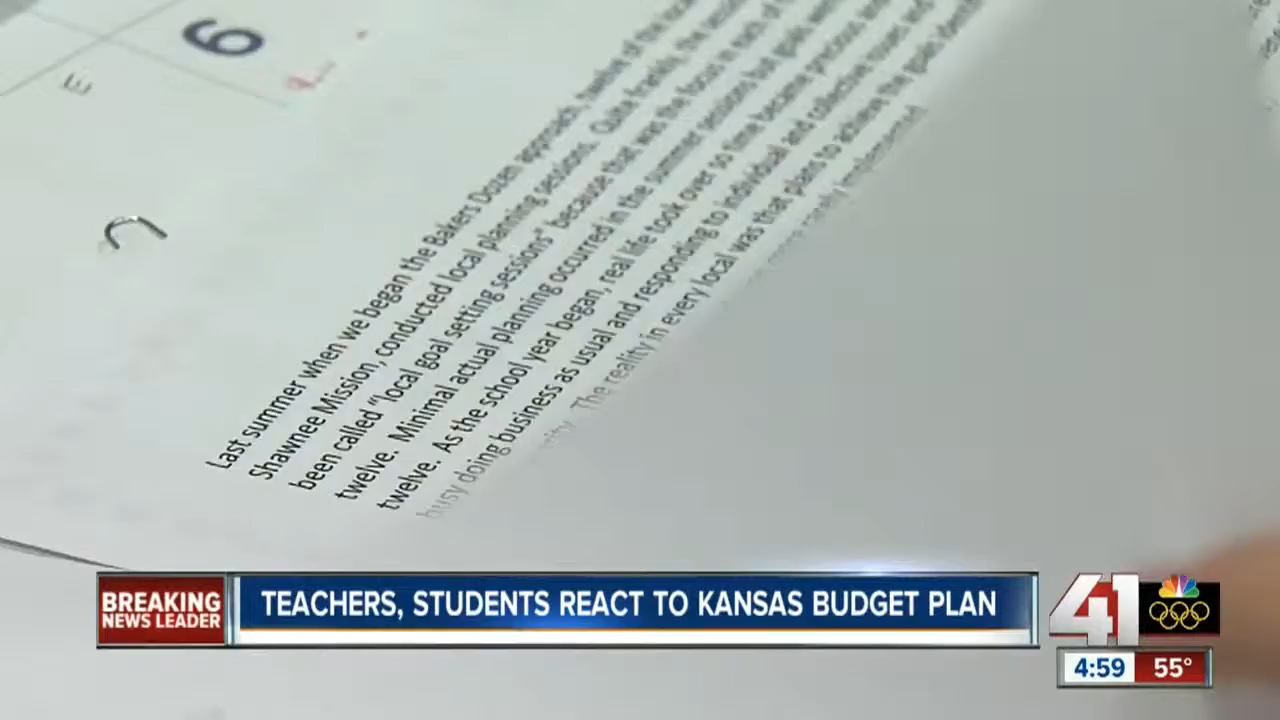 6
E
Last summer when we began the Bakers Dozen approach, twelve of the
Shawnee Mission, conducted local planning sessions. Quite frankly, the
been called "local goal setting sessions" because that was the focus in each of
twelve. Minimal actual planning occurred in the summer sessions but goals were
twelve. As the school year began, real life took over so time became precious and
busy doing business as usual and responding to individual and collective issues and
The reality in every local was that plans to achieve the goals
implemented
BREAKING
NEWS LEADER
TEACHERS, STUDENTS REACT TO KANSAS BUDGET PLAN
41
4:59 55°